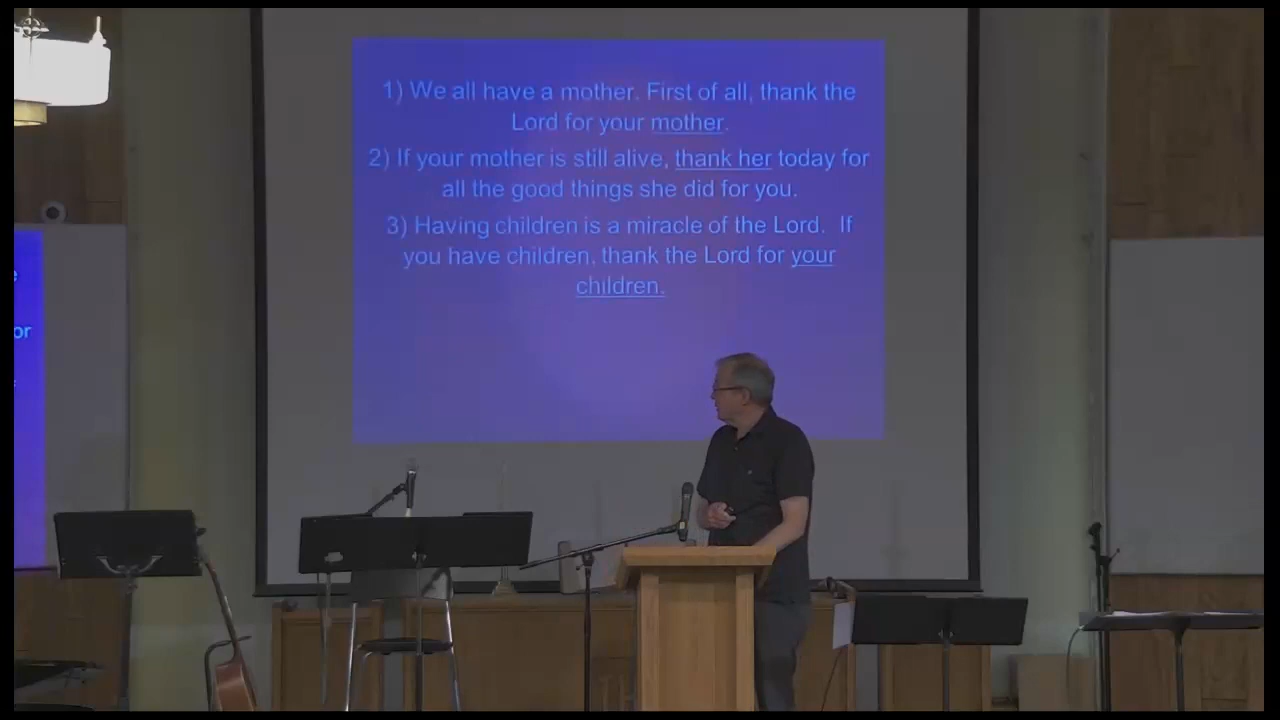 1) We all have a mother. First of all, thank the
Lord for your mother.
2) If your mother is still alive, thank her today for
all the good things she did for you.
3) Having children is a miracle of the Lord.  If
you have children, thank the Lord for your
children.
or